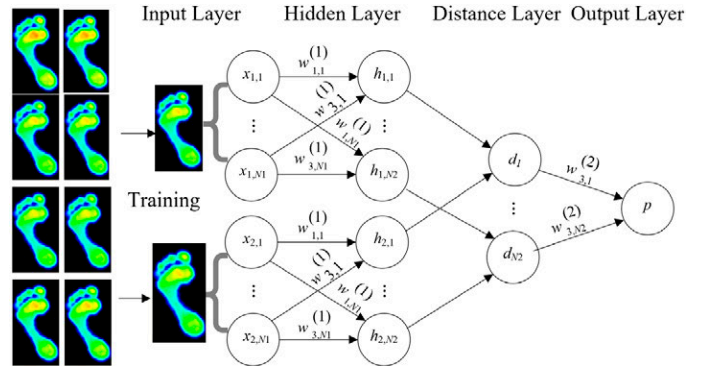 Input Layer Hidden Layer Distance Layer Output Layer
x1,1 w(1)1,1 h1,1
w(1)3,1
⋮ w(1)1,N1 ⋮
x1,N1 w(1)3,N1 h1,N2
d1 w(2)3,1
Training
⋮ p
x2,1 w(1)1,1 h2,1
w(2)3,N2
dN2
w(1)3,1
⋮ w(1)1,N1 ⋮
x2,N1 w(1)3,N1 h2,N2